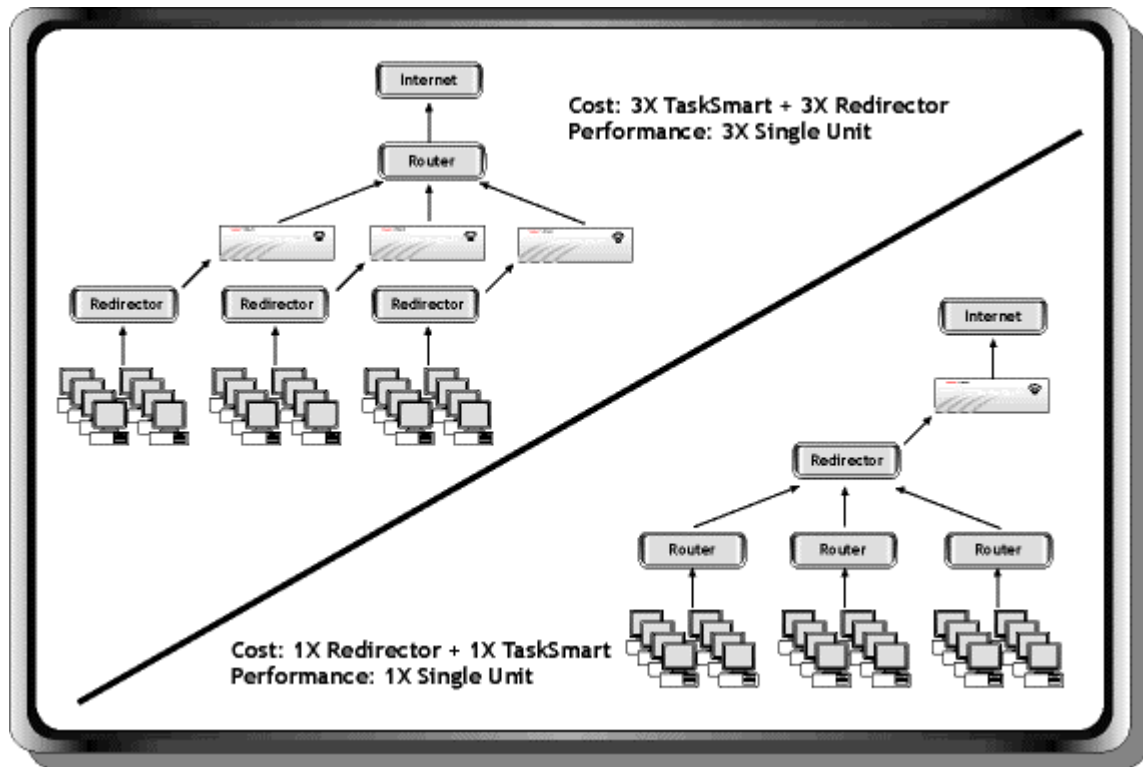 Internet
Cost: 3X TaskSmart + 3X Redirector
Performance: 3X Single Unit
Router
Redirector
Redirector
Redirector
Internet
Redirector
Router
Router
Router
Cost: 1X Redirector + 1X TaskSmart
Performance: 1X Single Unit